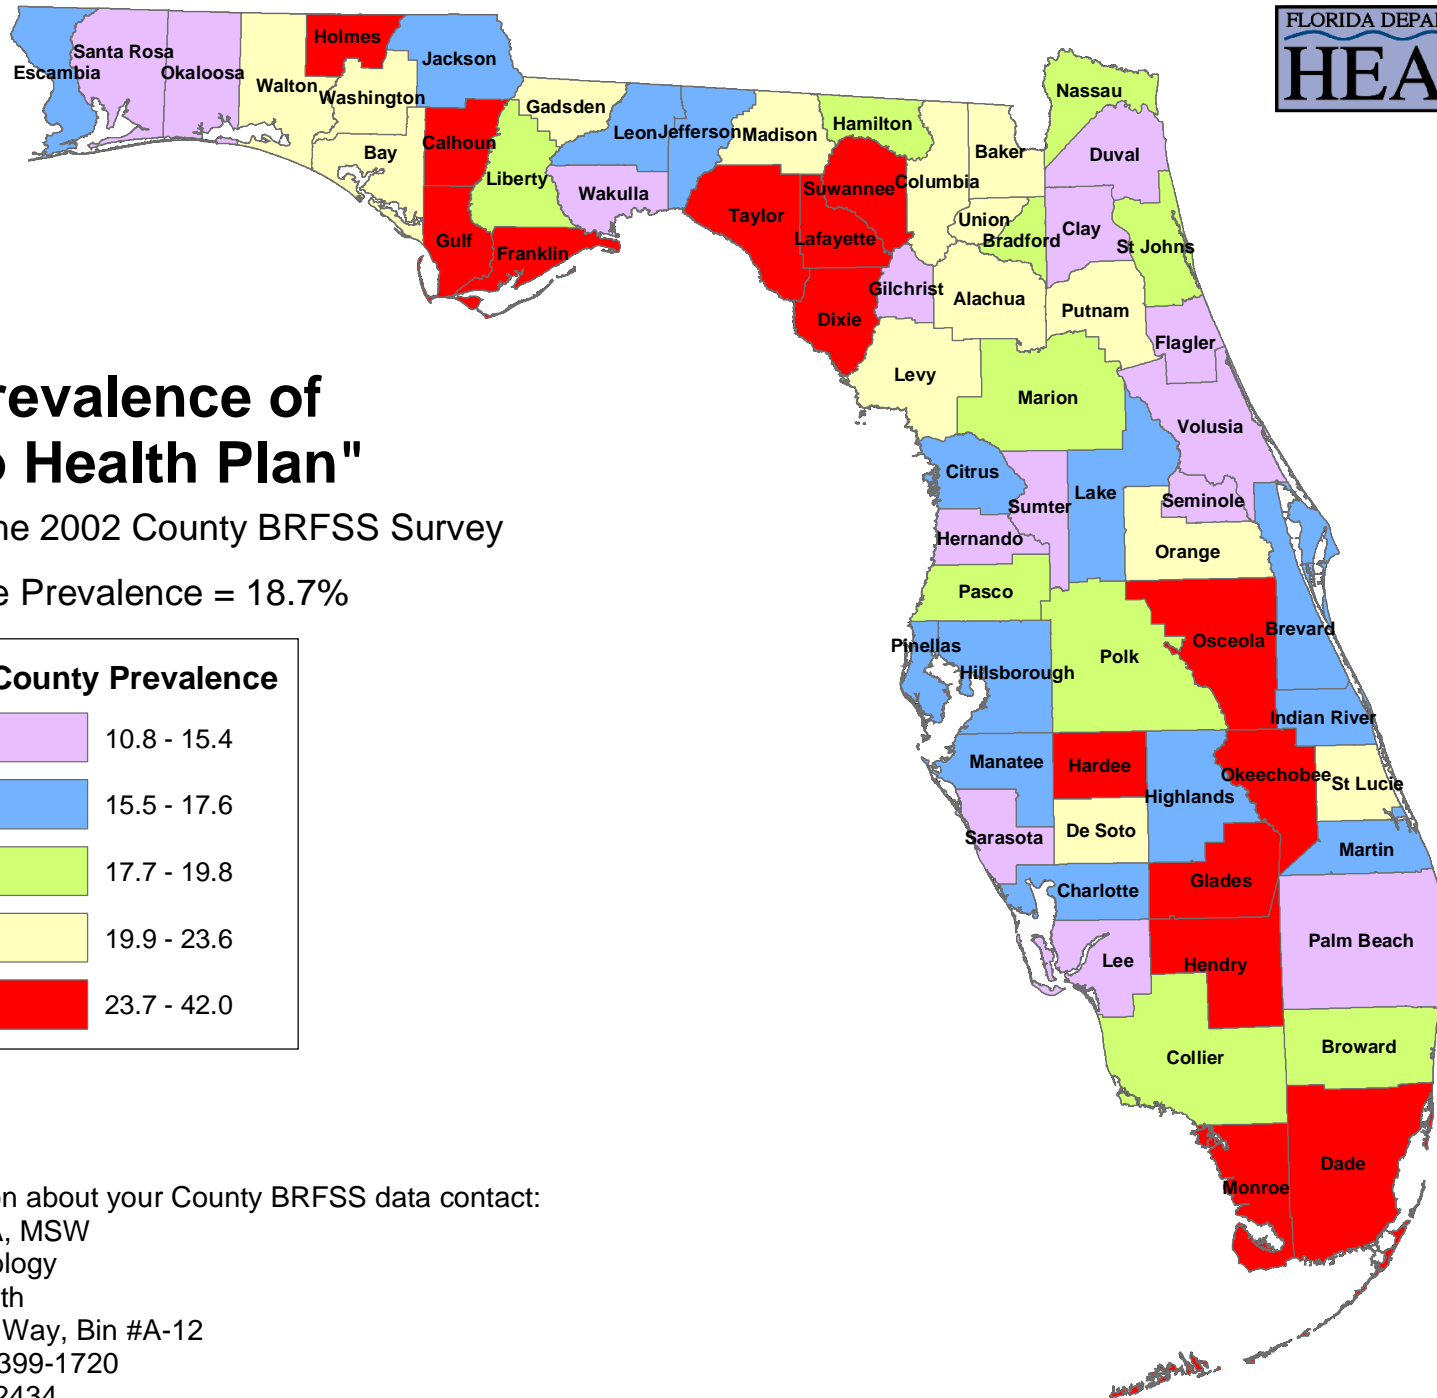 FLORIDA DEPA
HEA
Holmes
Santa Rosa
Escambia
Okaloosa
Walton
Washington
Jackson
Bay
Calhoun
Gulf
Gadsden
Liberty
Franklin
Leon
Wakulla
Jefferson
Madison
Taylor
Hamilton
Suwannee
Lafayette
Dixie
Columbia
Baker
Union
Bradford
Nassau
Duval
Clay
St Johns
Gilchrist
Alachua
Putnam
Flagler
Levy
Marion
Volusia
Citrus
Sumter
Lake
Seminole
Hernando
Orange
Pasco
Pinellas
Hillsborough
Polk
Osceola
Brevard
Indian River
Manatee
Hardee
Highlands
Okeechobee
St Lucie
Sarasota
De Soto
Martin
Charlotte
Glades
Lee
Hendry
Palm Beach
Collier
Broward
Monroe
Dade
revalence of
o Health Plan"
ne 2002 County BRFSS Survey
e Prevalence = 18.7%
County Prevalence
10.8 - 15.4
15.5 - 17.6
17.7 - 19.8
19.9 - 23.6
23.7 - 42.0
on about your County BRFSS data contact:
A, MSW
ology
lth
Way, Bin #A-12
399-1720
2434